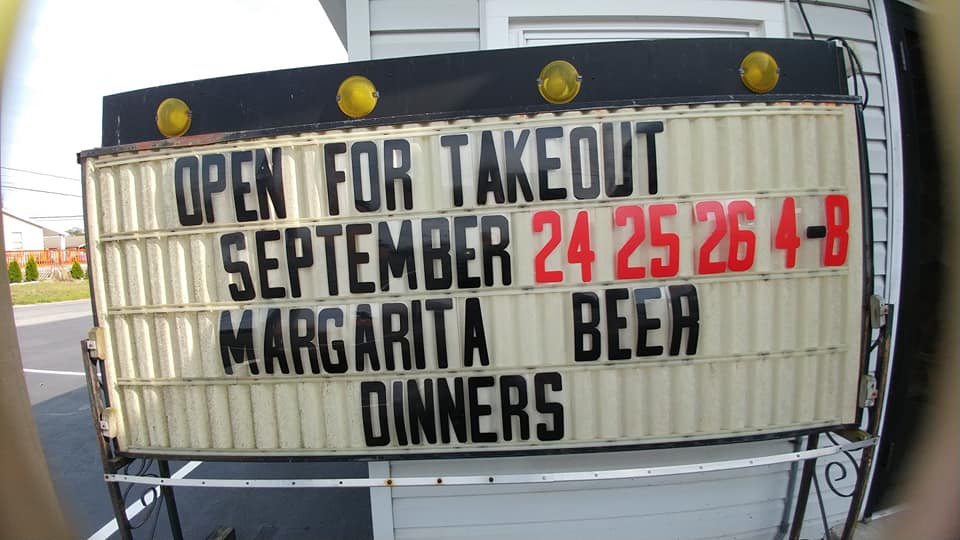 OPEN FOR TAKEOUT
SEPTEMBER 24 25 26 4-8
MARGARITA BEER
DINNERS